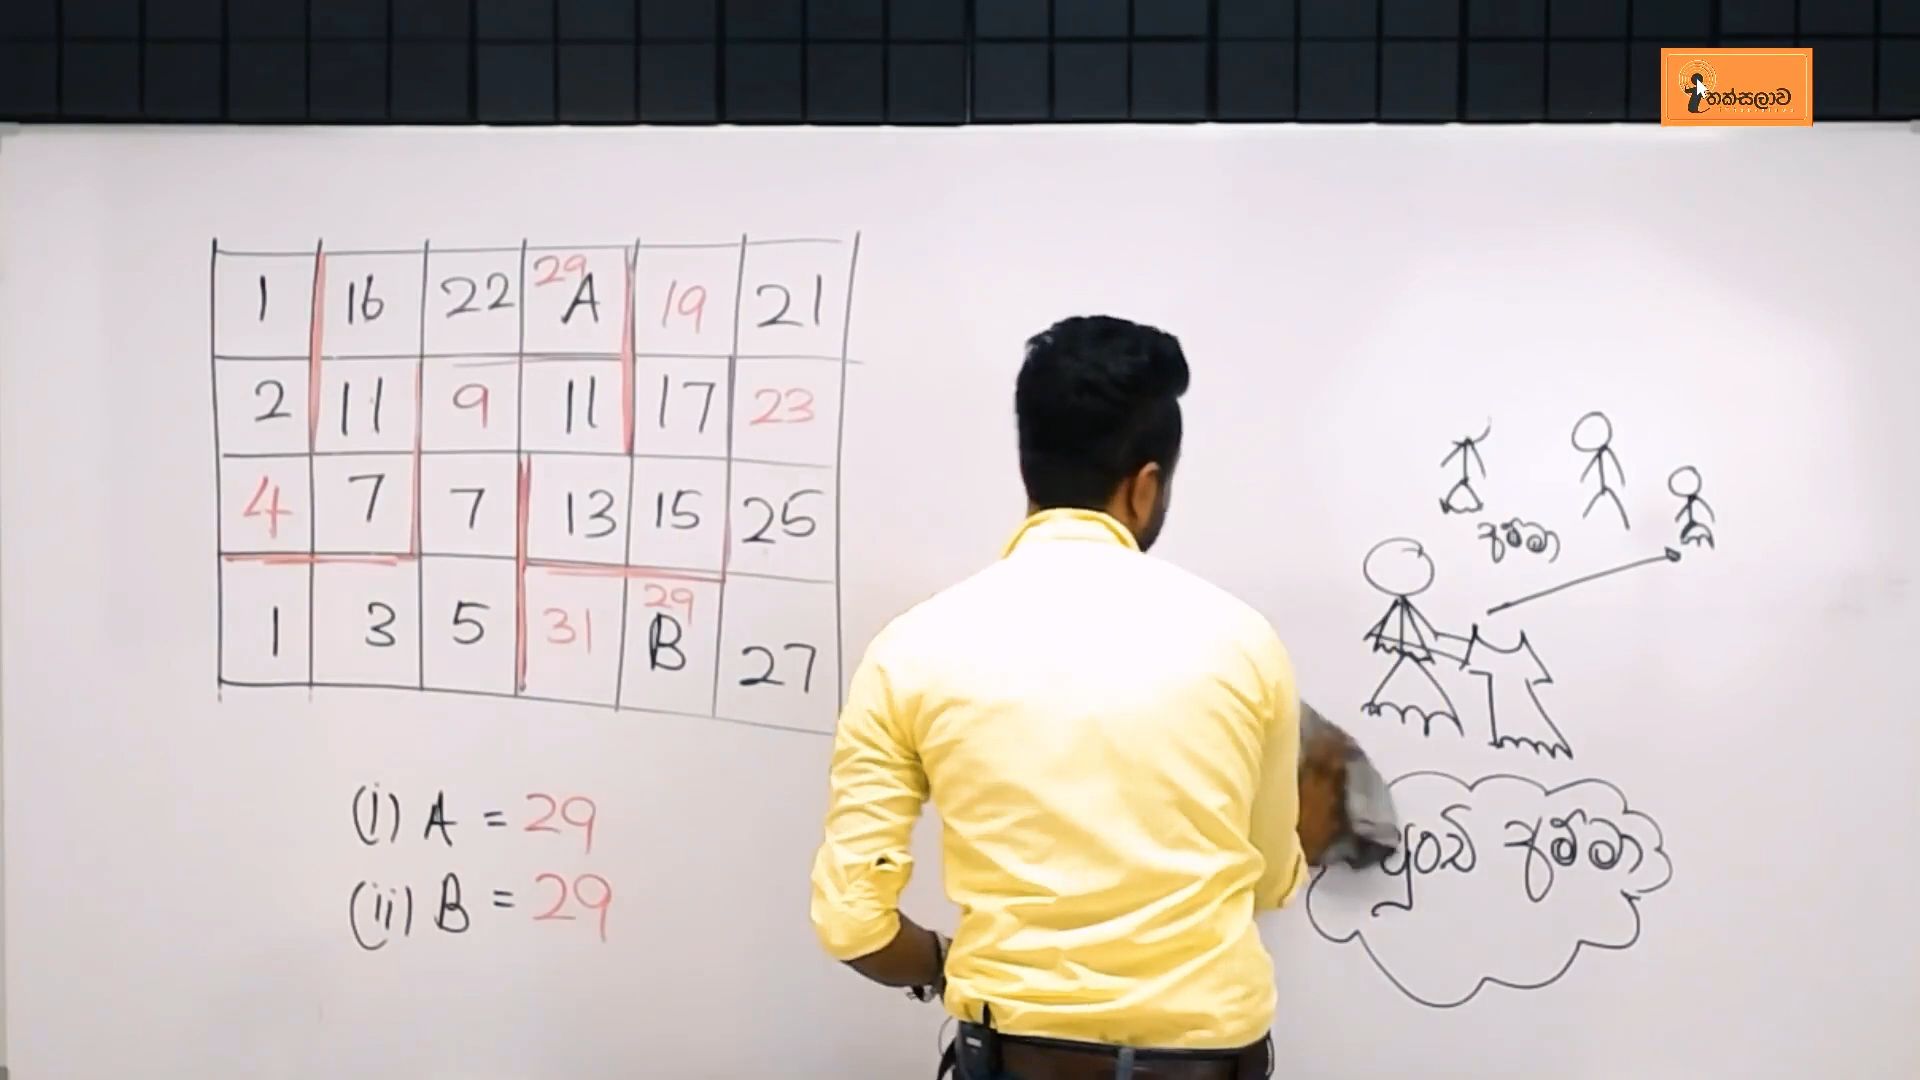 තක්සලාව
1 16 22 29 A 19 21
2 11 9 11 17 23
4 7 7 13 15 25
1 3 5 31 29 B 27
(i) A = 29
(ii) B = 29
අම්මා
පුංචි අම්මා